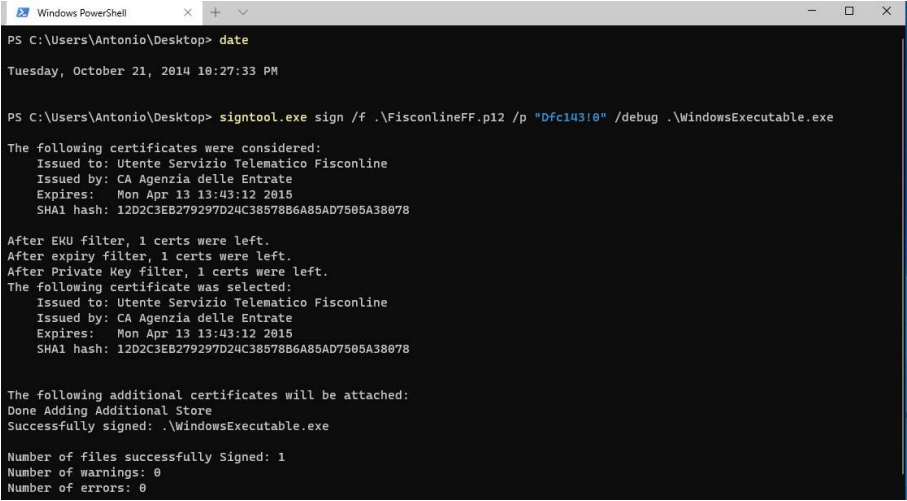 Windows PowerShell
PS C:\Users\Antonio\Desktop> date
Tuesday, October 21, 2014 10:27:33 PM
PS C:\Users\Antonio\Desktop> signtool.exe sign /f .\FisconlineFF.p12 /p "Dfc143!0" /debug .\WindowsExecutable.exe
The following certificates were considered:
Issued to: Utente Servizio Telematico Fisconline
Issued by: CA Agenzia delle Entrate
Expires: Mon Apr 13 13:43:12 2015
SHA1 hash: 12D2C3EB279297D24C38578B6A85AD7505A38078
After EKU filter, 1 certs were left.
After expiry filter, 1 certs were left.
After Private Key filter, 1 certs were left.
The following certificate was selected:
Issued to: Utente Servizio Telematico Fisconline
Issued by: CA Agenzia delle Entrate
Expires: Mon Apr 13 13:43:12 2015
SHA1 hash: 12D2C3EB279297D24C38578B6A85AD7505A38078
The following additional certificates will be attached:
Done Adding Additional Store
Successfully signed: .\WindowsExecutable.exe
Number of files successfully Signed: 1
Number of warnings: 0
Number of errors: 0